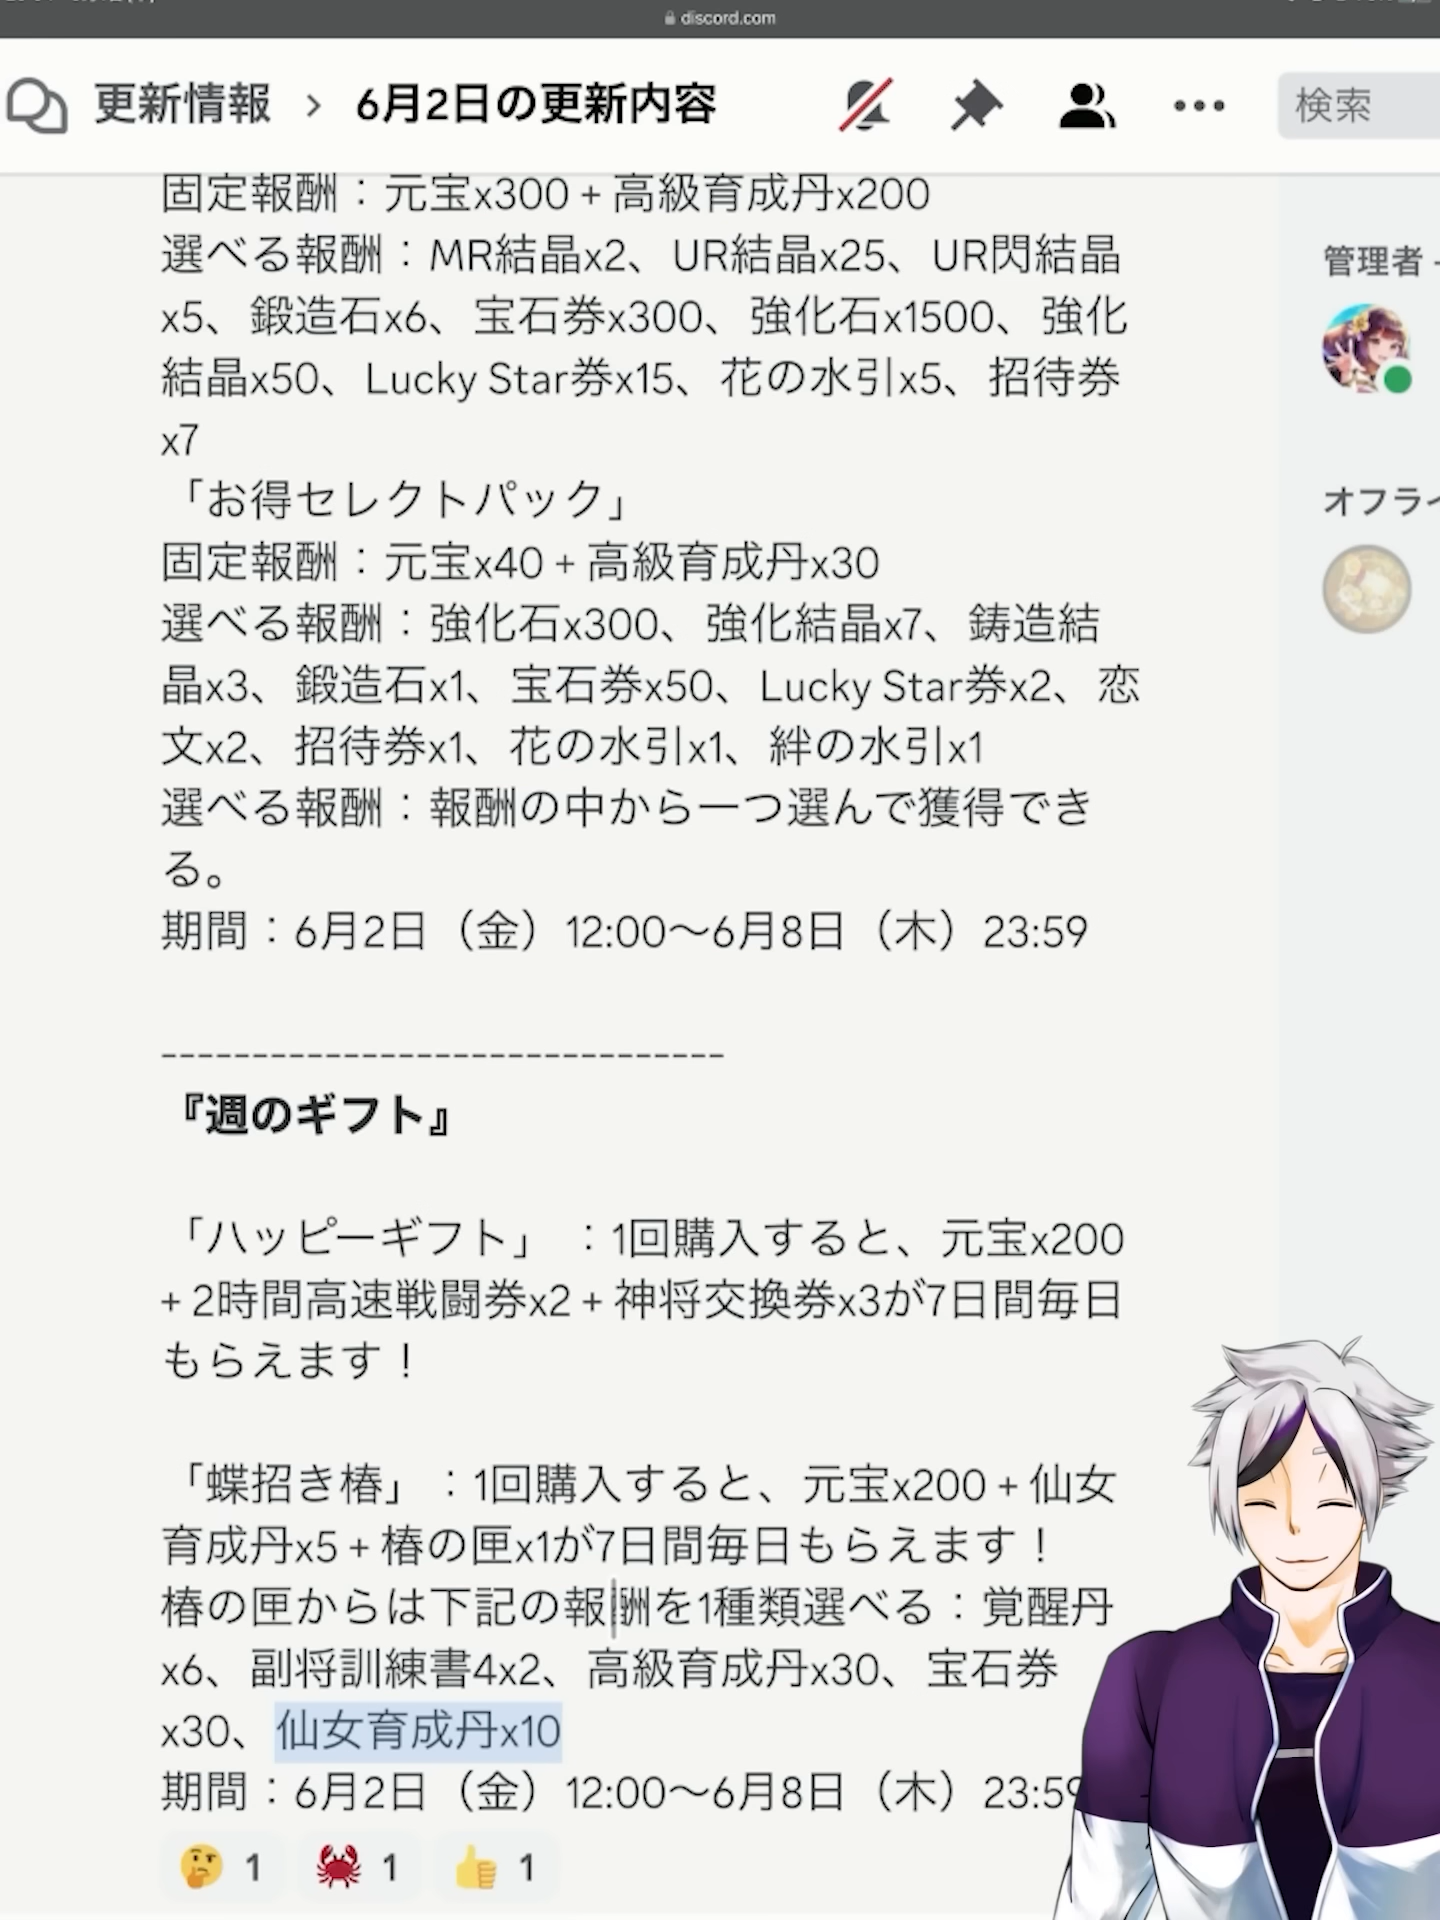 discord.com
更新情報 › 6月2日の更新内容
検索
固定報酬：元宝x300 + 高級育成丹x200
選べる報酬：MR結晶x2、UR結晶x25、UR閃結晶
x5、鍛造石x6、宝石券x300、強化石x1500、強化
結晶x50、Lucky Star券x15、花の水引x5、招待券
x7
「お得セレクトパック」
固定報酬：元宝x40 + 高級育成丹x30
選べる報酬：強化石x300、強化結晶x7、鋳造結
晶x3、鍛造石x1、宝石券x50、Lucky Star券x2、恋
文x2、招待券x1、花の水引x1、絆の水引x1
選べる報酬：報酬の中から一つ選んで獲得でき
る。
期間：6月2日（金）12:00〜6月8日（木）23:59
-------------------------------
『週のギフト』
「ハッピーギフト」 ：1回購入すると、元宝x200
+ 2時間高速戦闘券x2 + 神将交換券x3が7日間毎日
もらえます！
「蝶招き椿」：1回購入すると、元宝x200 + 仙女
育成丹x5 + 椿の匣x1が7日間毎日もらえます！
椿の匣からは下記の報酬を1種類選べる：覚醒丹
x6、副将訓練書4x2、高級育成丹x30、宝石券
x30、仙女育成丹x10
期間：6月2日（金）12:00〜6月8日（木）23:59
1 1 1
管理者
オフライ